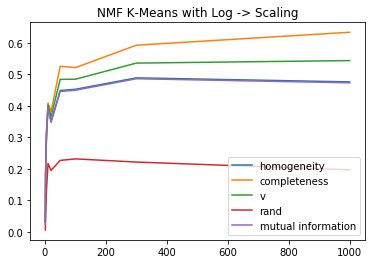 NMF K-Means with Log -> Scaling
0.6
0.5
0.4
0.3
0.2
0.1
0.0
homogeneity
completeness
v
rand
mutual information
0 200 400 600 800 1000